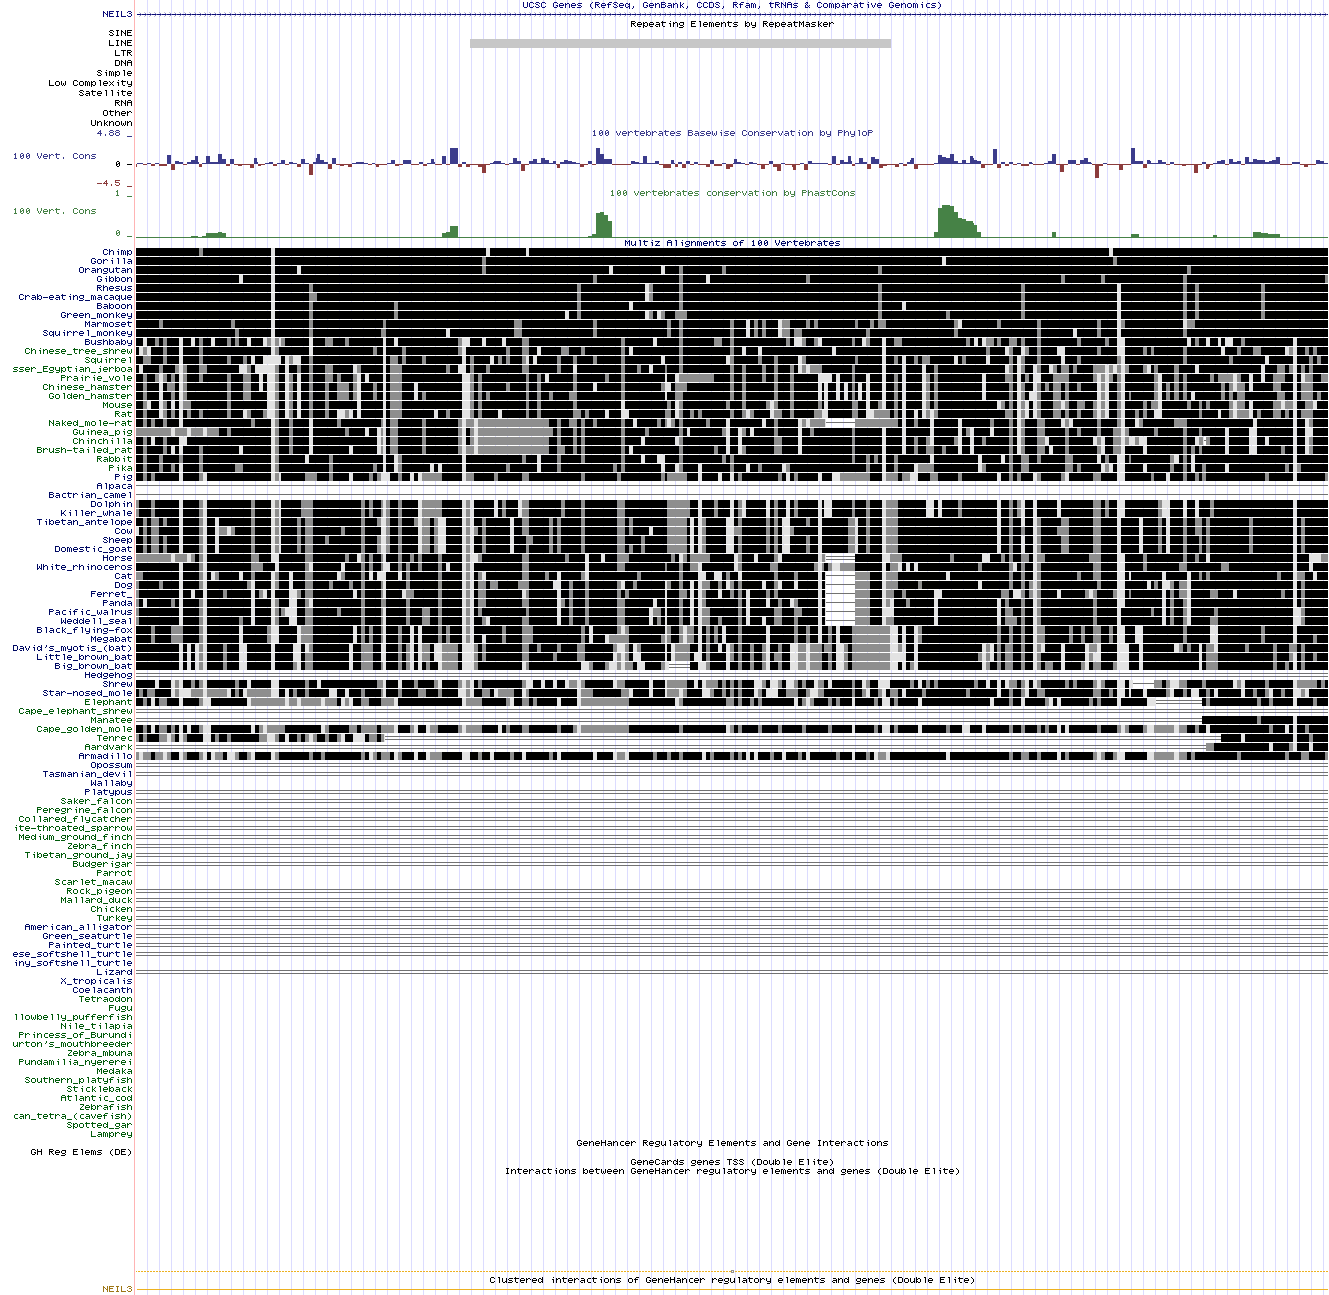 UCSC Genes (RefSeq, GenBank, CCDS, Rfam, tRNAs & Comparative Genomics)
NEIL3
Repeating Elements by RepeatMasker
SINE
LINE
LTR
DNA
Simple
Low Complexity
Satellite
RNA
Other
Unknown
4.88 _
100 vertebrates Basewise Conservation by PhyloP
100 Vert. Cons
0 _
-4.5 _
1 _
100 vertebrates conservation by PhastCons
100 Vert. Cons
0 _
Multiz Alignments of 100 Vertebrates
Chimp
Gorilla
Orangutan
Gibbon
Rhesus
Crab-eating_macaque
Baboon
Green_monkey
Marmoset
Squirrel_monkey
Bushbaby
Chinese_tree_shrew
Squirrel
sser_Egyptian_jerboa
Prairie_vole
Chinese_hamster
Golden_hamster
Mouse
Rat
Naked_mole-rat
Guinea_pig
Chinchilla
Brush-tailed_rat
Rabbit
Pika
Pig
Alpaca
Bactrian_camel
Dolphin
Killer_whale
Tibetan_antelope
Cow
Sheep
Domestic_goat
Horse
White_rhinoceros
Cat
Dog
Ferret_
Panda
Pacific_walrus
Weddell_seal
Black_flying-fox
Megabat
David's_myotis_(bat)
Little_brown_bat
Big_brown_bat
Hedgehog
Shrew
Star-nosed_mole
Elephant
Cape_elephant_shrew
Manatee
Cape_golden_mole
Tenrec
Aardvark
Armadillo
Opossum
Tasmanian_devil
Wallaby
Platypus
Saker_falcon
Peregrine_falcon
Collared_flycatcher
ite-throated_sparrow
Medium_ground_finch
Zebra_finch
Tibetan_ground_jay
Budgerigar
Parrot
Scarlet_macaw
Rock_pigeon
Mallard_duck
Chicken
Turkey
American_alligator
Green_seaturtle
Painted_turtle
ese_softshell_turtle
iny_softshell_turtle
Lizard
X_tropicalis
Coelacanth
Tetraodon
Fugu
llowbelly_pufferfish
Nile_tilapia
Princess_of_Burundi
urton's_mouthbreeder
Zebra_mbuna
Pundamilia_nyererei
Medaka
Southern_platyfish
Stickleback
Atlantic_cod
Zebrafish
can_tetra_(cavefish)
Spotted_gar
Lamprey
GeneHancer Regulatory Elements and Gene Interactions
GH Reg Elems (DE)
GeneCards genes TSS (Double Elite)
Interactions between GeneHancer regulatory elements and genes (Double Elite)
Clustered interactions of GeneHancer regulatory elements and genes (Double Elite)
NEIL3